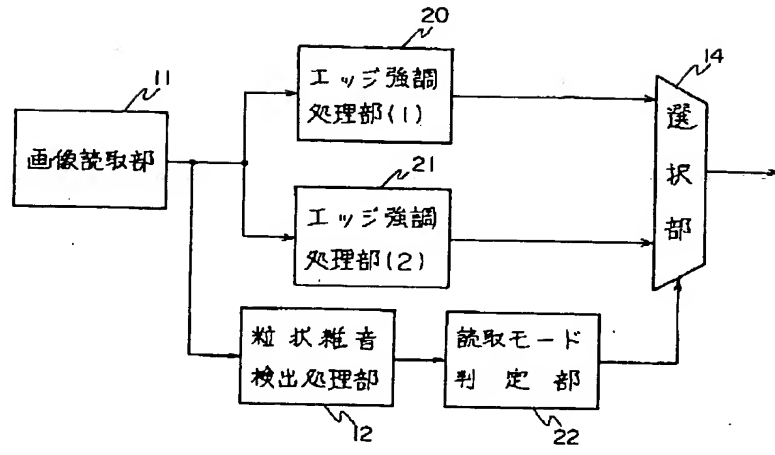 20
エッジ強調
処理部(1)
14
選
択
部
11
画像読取部
21
エッジ強調
処理部(2)
粒状雑音
検出処理部
12
読取モード
判定部
22